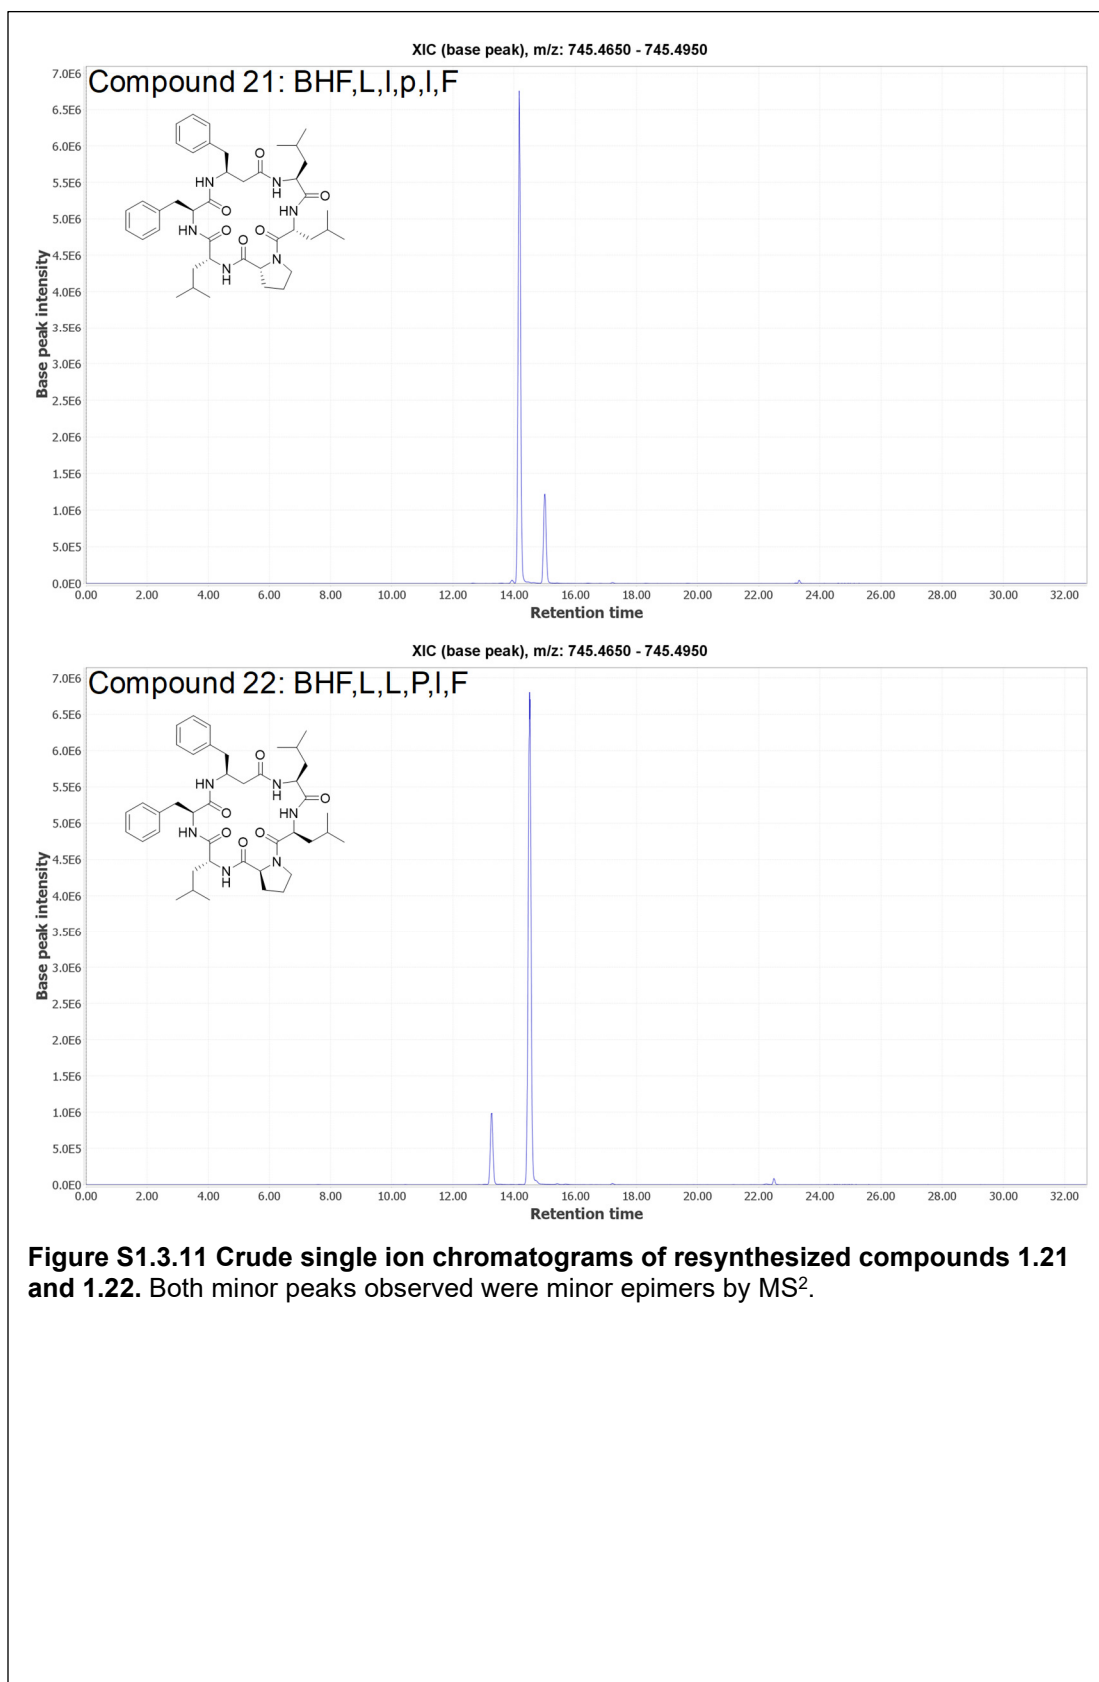 XIC (base peak), m/z: 745.4650 - 745.4950
Compound 21: BHF,L,l,p,l,F
Base peak intensity
7.0E6
6.5E6
6.0E6
5.5E6
5.0E6
4.5E6
4.0E6
3.5E6
3.0E6
2.5E6
2.0E6
1.5E6
1.0E6
5.0E5
0.0E0
O
HN
N
H
O
O
HN
HN
O
O
O
N
N
H
0.00 2.00 4.00 6.00 8.00 10.00 12.00 14.00 16.00 18.00 20.00 22.00 24.00 26.00 28.00 30.00 32.00
Retention time
XIC (base peak), m/z: 745.4650 - 745.4950
Compound 22: BHF,L,L,P,l,F
Base peak intensity
7.0E6
6.5E6
6.0E6
5.5E6
5.0E6
4.5E6
4.0E6
3.5E6
3.0E6
2.5E6
2.0E6
1.5E6
1.0E6
5.0E5
0.0E0
O
HN
N
H
O
O
HN
HN
O
O
O
N
N
H
0.00 2.00 4.00 6.00 8.00 10.00 12.00 14.00 16.00 18.00 20.00 22.00 24.00 26.00 28.00 30.00 32.00
Retention time
Figure S1.3.11 Crude single ion chromatograms of resynthesized compounds 1.21
and 1.22. Both minor peaks observed were minor epimers by MS².